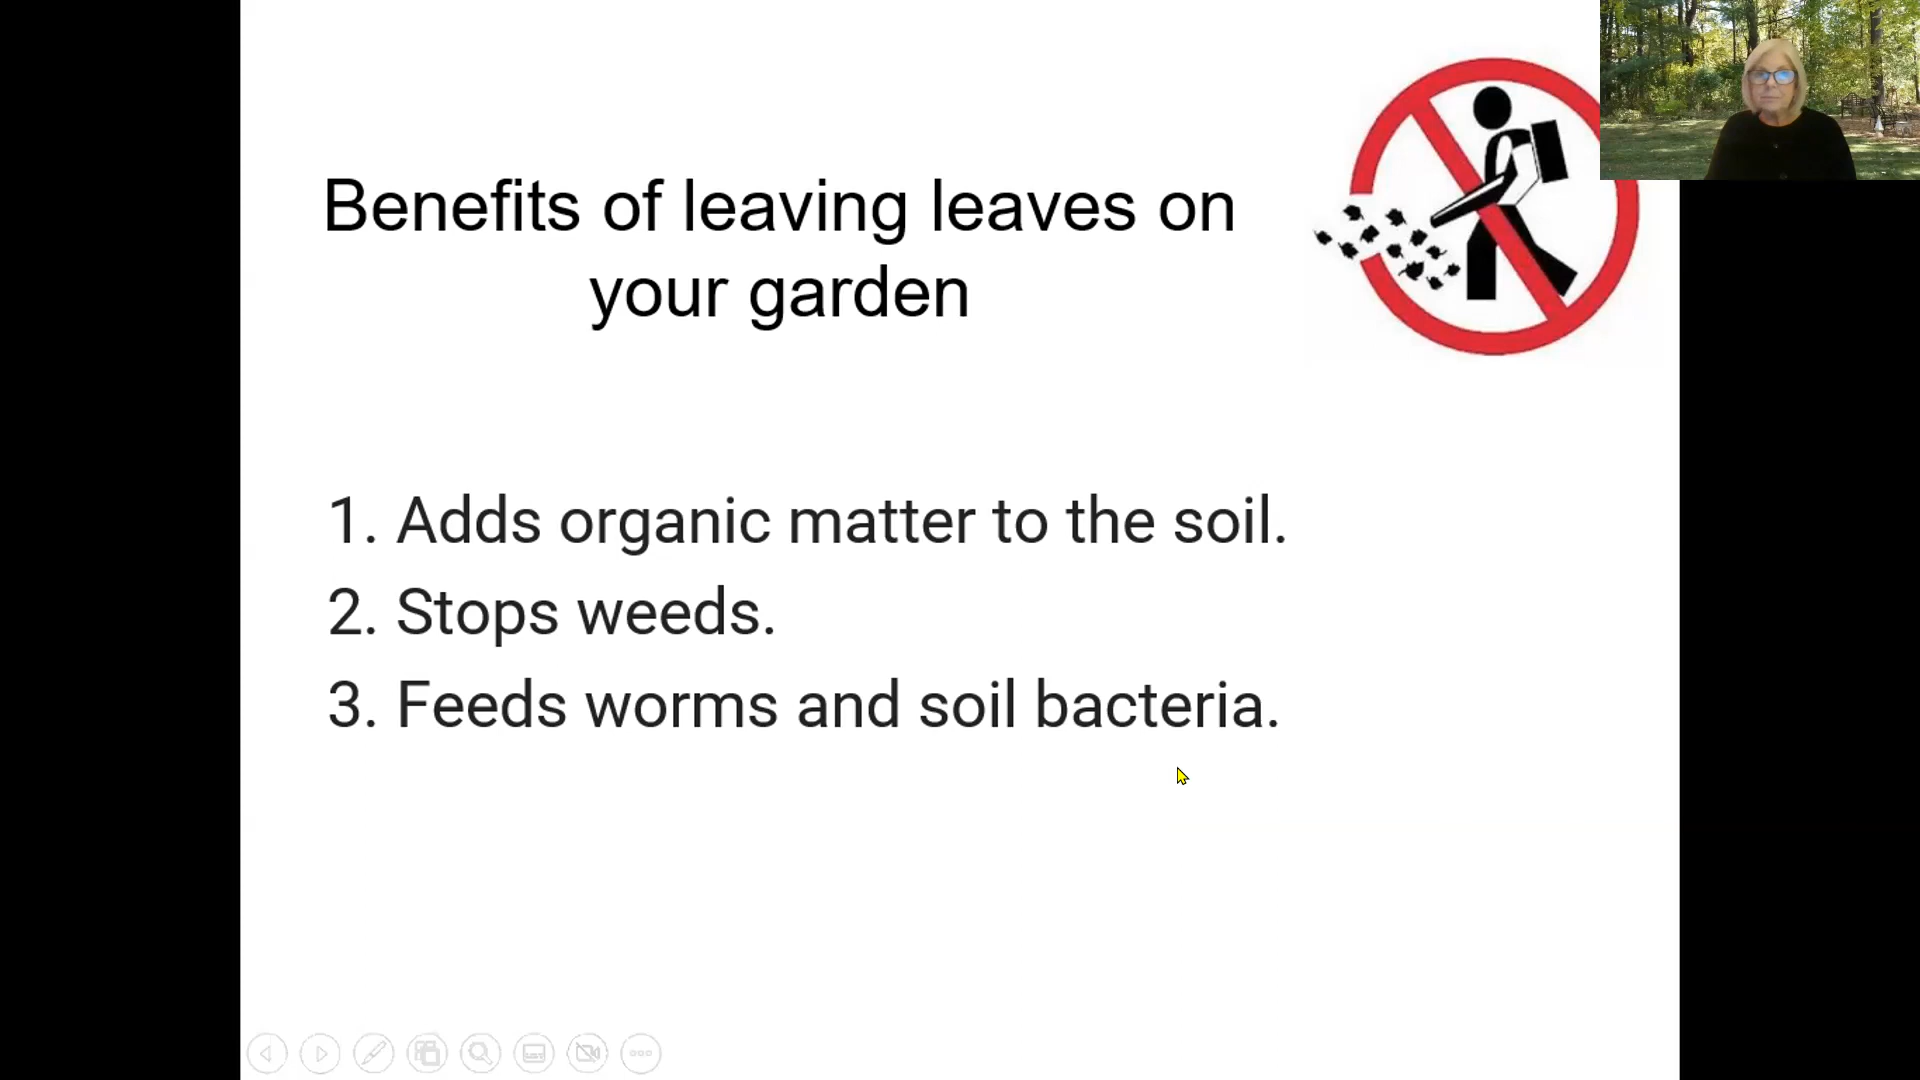 Benefits of leaving leaves on
your garden
1. Adds organic matter to the soil.
2. Stops weeds.
3. Feeds worms and soil bacteria.